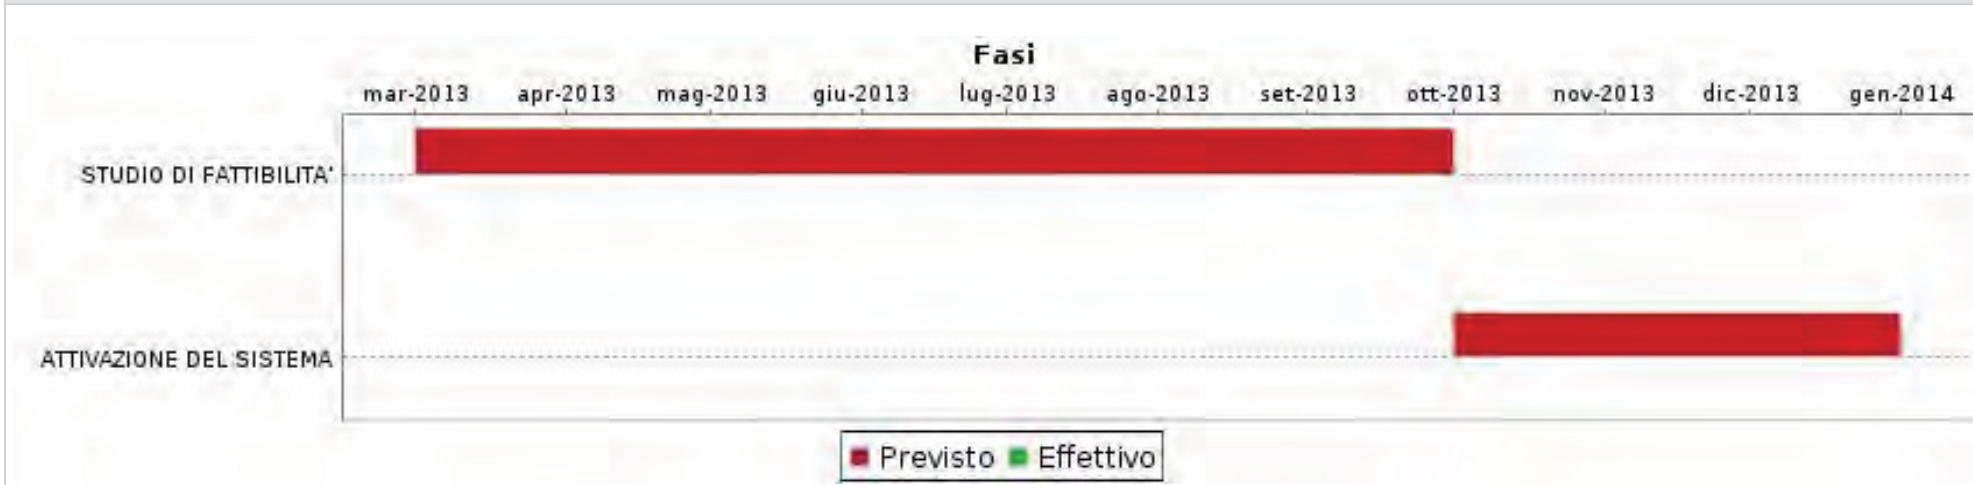 Fasi
mar-2013 apr-2013 mag-2013 giu-2013 lug-2013 ago-2013 set-2013 ott-2013 nov-2013 dic-2013 gen-2014
STUDIO DI FATTIBILITA'
ATTIVAZIONE DEL SISTEMA
Previsto Effettivo